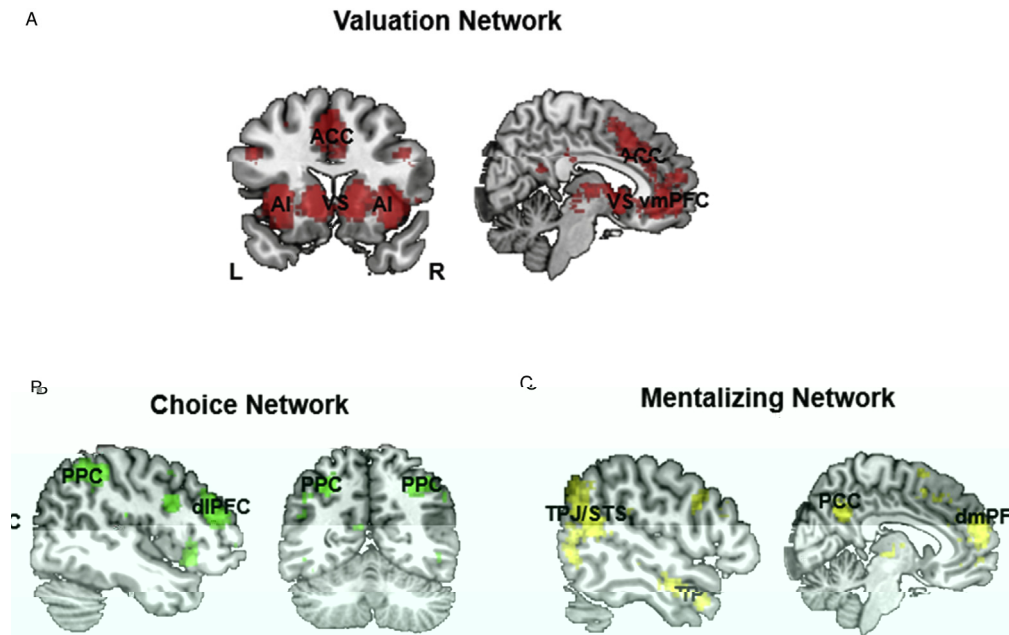 A
Valuation Network
ACC
AI VS AI
L R
ACC
VS vmPFC
B
Choice Network
PPC
dlPFC
PPC PPC
C
C
Mentalizing Network
TPJ/STS
TP
PCC
dmPF